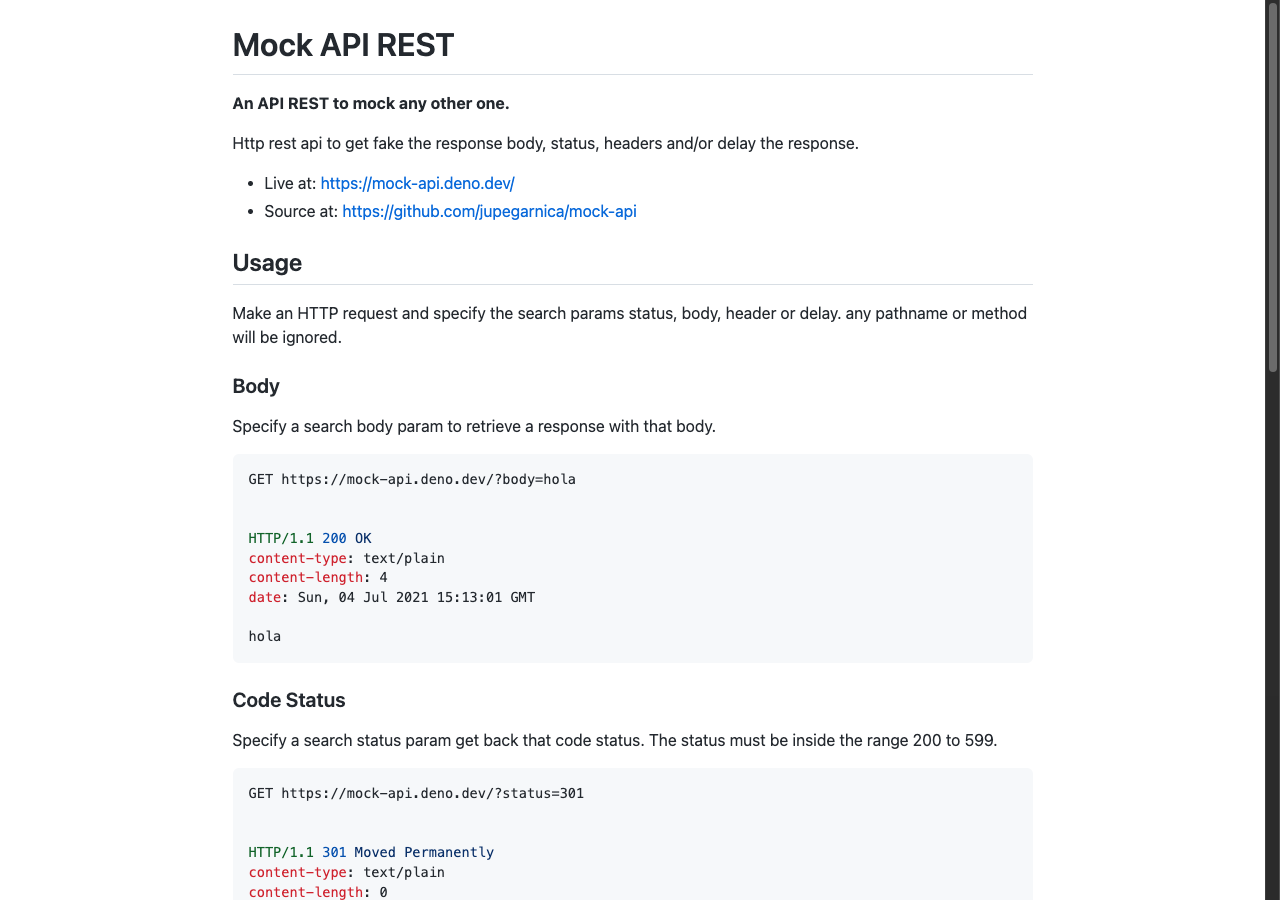 Mock API REST
An API REST to mock any other one.
Http rest api to get fake the response body, status, headers and/or delay the response.
• Live at: https://mock-api.deno.dev/
• Source at: https://github.com/jupegarnica/mock-api
Usage
Make an HTTP request and specify the search params status, body, header or delay. any pathname or method
will be ignored.
Body
Specify a search body param to retrieve a response with that body.
GET https://mock-api.deno.dev/?body=hola
HTTP/1.1 200 OK
content-type: text/plain
content-length: 4
date: Sun, 04 Jul 2021 15:13:01 GMT
hola
Code Status
Specify a search status param get back that code status. The status must be inside the range 200 to 599.
GET https://mock-api.deno.dev/?status=301
HTTP/1.1 301 Moved Permanently
content-type: text/plain
content-length: 0